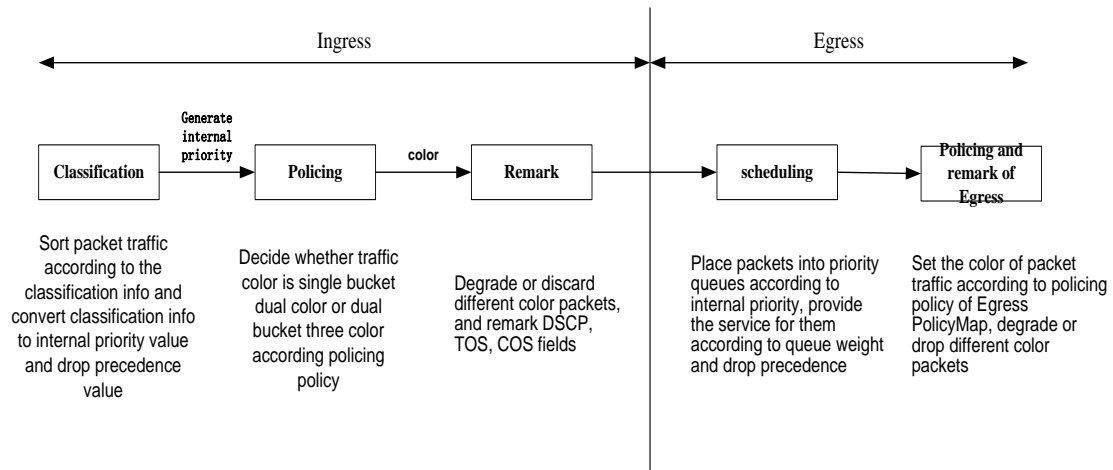 Ingress
Egress
Generate
internal
priority
color
Classification
Policing
Remark
scheduling
Policing and
remark of
Egress
Sort packet traffic
according to the
classification info and
convert classification info
to internal priority value
and drop precedence
value
Decide whether traffic
color is single bucket
dual color or dual
bucket three color
according policing
policy
Degrade or discard
different color packets,
and remark DSCP,
TOS, COS fields
Place packets into priority
queues according to
internal priority, provide
the service for them
according to queue weight
and drop precedence
Set the color of packet
traffic according to policing
policy of Egress
PolicyMap, degrade or
drop different color
packets